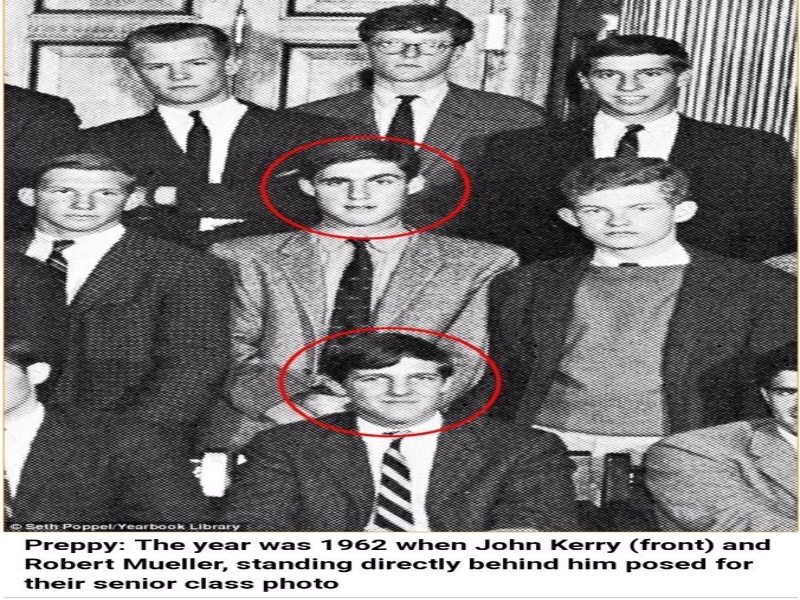 © Seth Poppel/Yearbook Library
Preppy: The year was 1962 when John Kerry (front) and
Robert Mueller, standing directly behind him posed for
their senior class photo